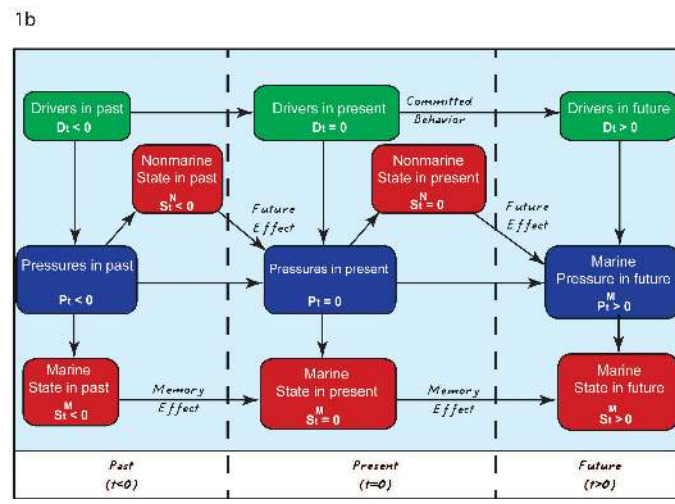 1b
Drivers in past
Dt < 0
Drivers in present
Dt = 0
Committed
Behavior
Drivers in future
Dt > 0
Nonmarine
State in past
N
St < 0
Future
Effect
Nonmarine
State in present
N
St = 0
Future
Effect
Pressures in past
Pt < 0
Pressures in present
Pt = 0
Marine
Pressure in future
M
Pt > 0
Marine
State in past
M
St < 0
Memory
Effect
Marine
State in present
M
St = 0
Memory
Effect
Marine
State in future
M
St > 0
Past
(t<0)
Present
(t=0)
Future
(t>0)